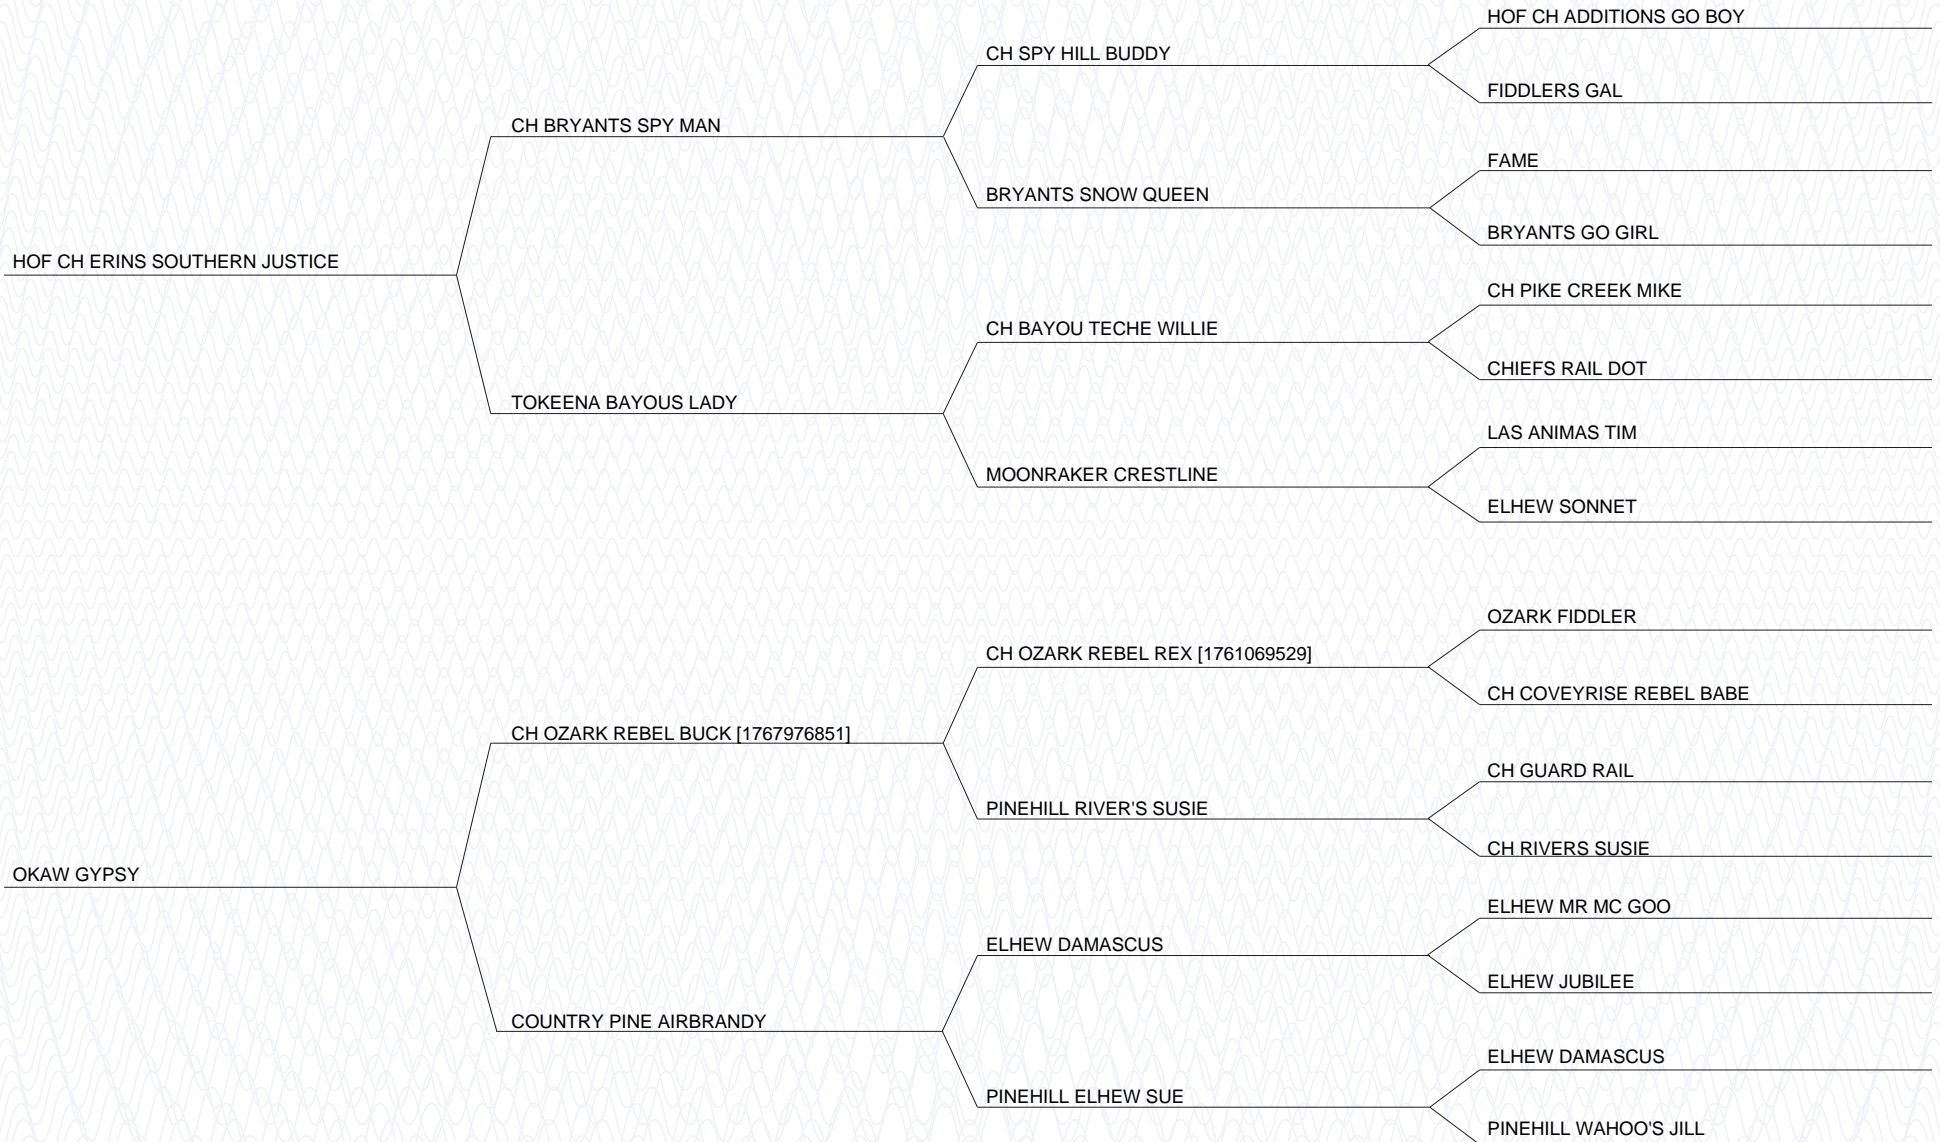 HOF CH ADDITIONS GO BOY
CH SPY HILL BUDDY
FIDDLERS GAL
CH BRYANTS SPY MAN
FAME
BRYANTS SNOW QUEEN
BRYANTS GO GIRL
HOF CH ERINS SOUTHERN JUSTICE
CH PIKE CREEK MIKE
CH BAYOU TECHE WILLIE
CHIEFS RAIL DOT
TOKEENA BAYOUS LADY
LAS ANIMAS TIM
MOONRAKER CRESTLINE
ELHEW SONNET
OZARK FIDDLER
CH OZARK REBEL REX [1761069529]
CH COVEYRISE REBEL BABE
CH OZARK REBEL BUCK [1767976851]
CH GUARD RAIL
PINEHILL RIVER'S SUSIE
CH RIVERS SUSIE
OKAW GYPSY
ELHEW MR MC GOO
ELHEW DAMASCUS
ELHEW JUBILEE
COUNTRY PINE AIRBRANDY
ELHEW DAMASCUS
PINEHILL ELHEW SUE
PINEHILL WAHOO'S JILL